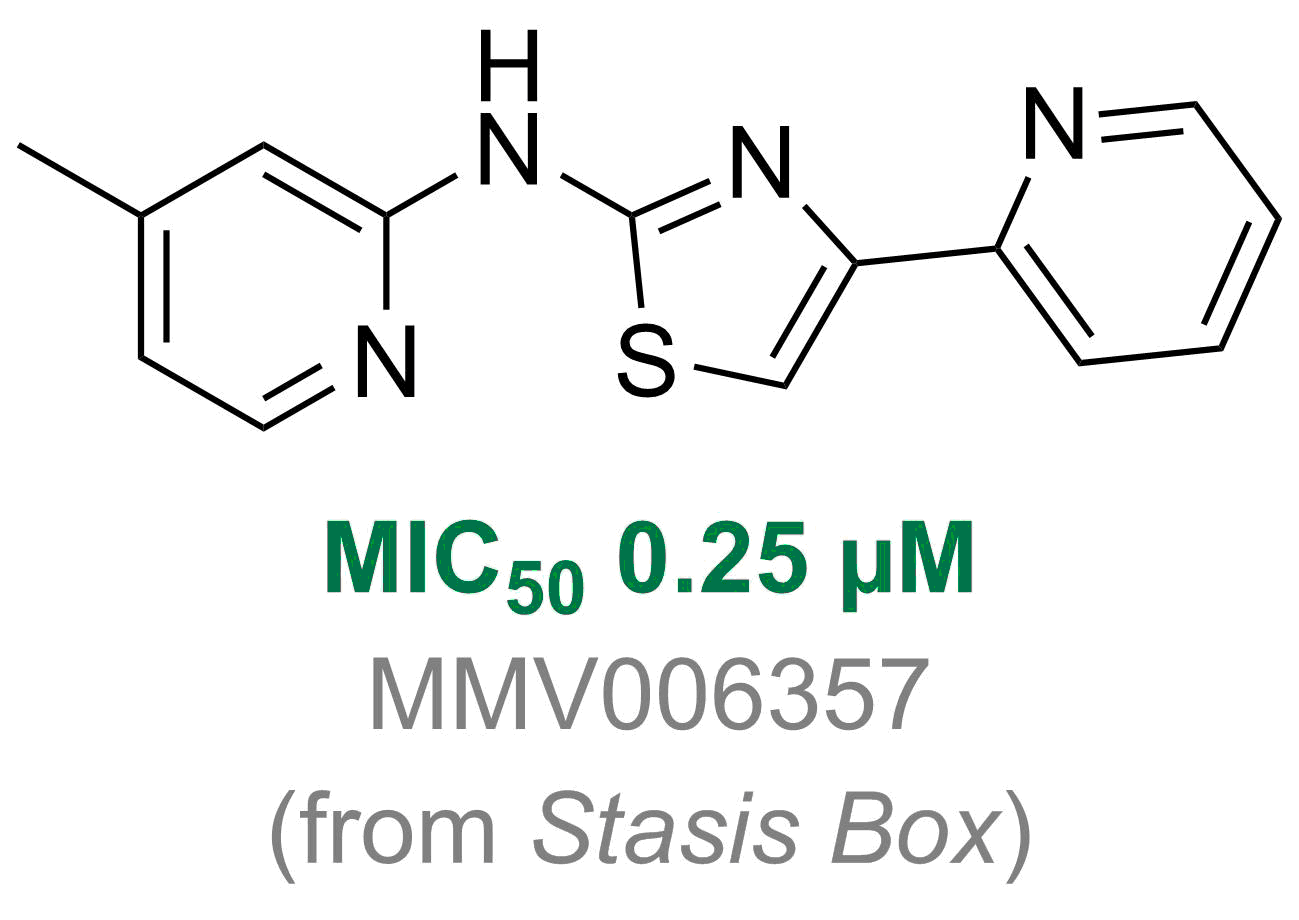 H
N
N
N
N
S
MIC₅₀ 0.25 µM
MMV006357
(from Stasis Box)